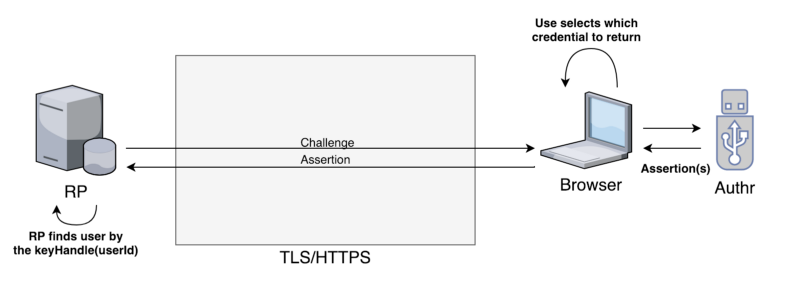 Use selects which
credential to return
Challenge
Assertion
Assertion(s)
RP
Browser
Authr
RP finds user by
the keyHandle(userId)
TLS/HTTPS